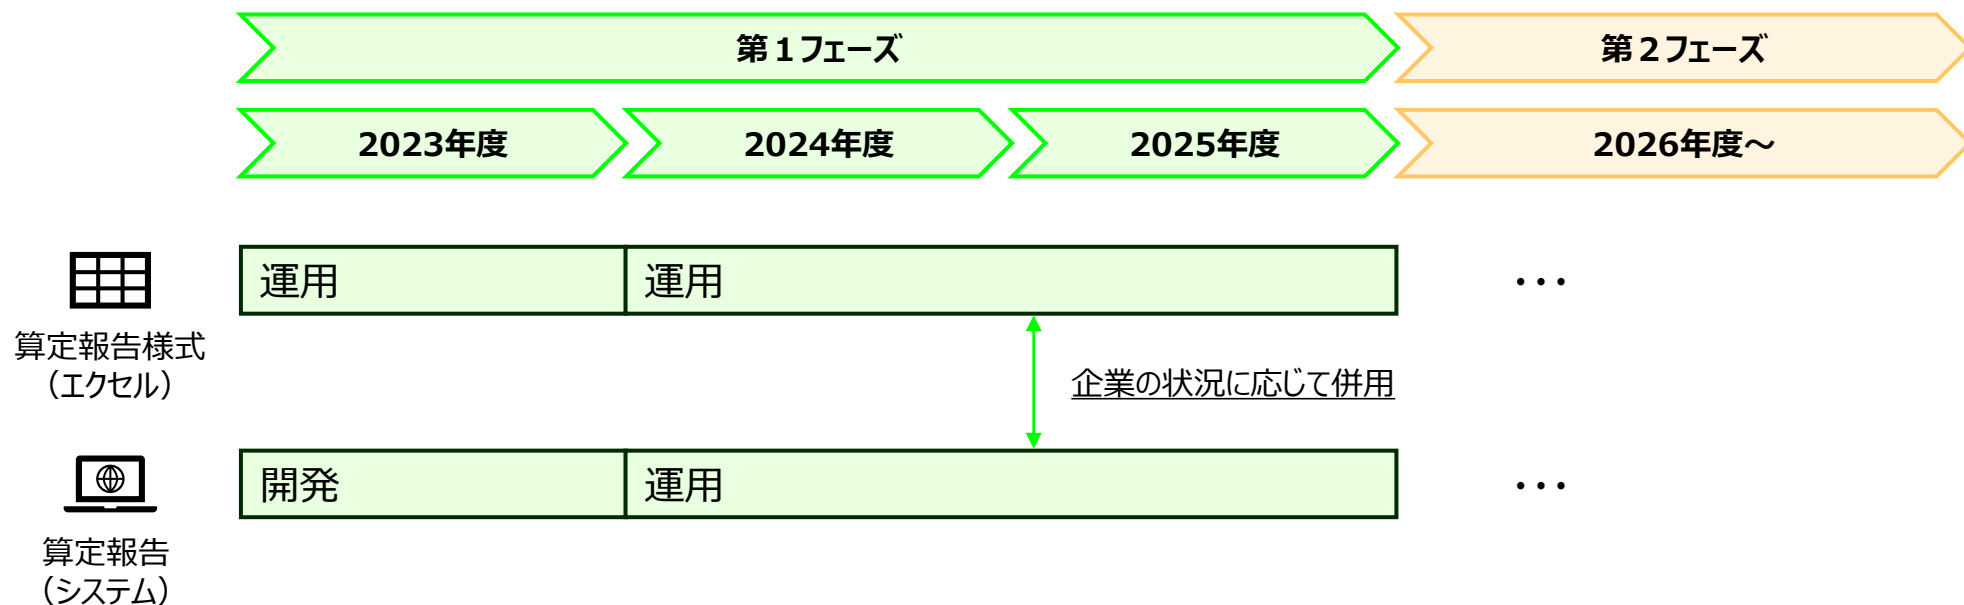 第１フェーズ
第２フェーズ
2023年度
2024年度
2025年度
2026年度～
運用
運用
・・・
算定報告様式
（エクセル）
企業の状況に応じて併用
開発
運用
・・・
算定報告
（システム）